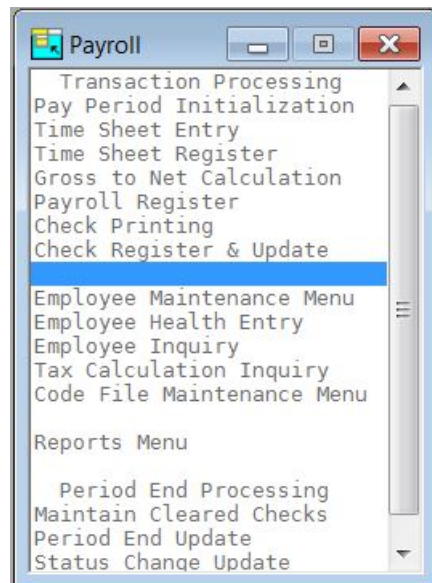 Payroll
Transaction Processing
Pay Period Initialization
Time Sheet Entry
Time Sheet Register
Gross to Net Calculation
Payroll Register
Check Printing
Check Register & Update
Employee Maintenance Menu
Employee Health Entry
Employee Inquiry
Tax Calculation Inquiry
Code File Maintenance Menu
Reports Menu
Period End Processing
Maintain Cleared Checks
Period End Update
Status Change Update